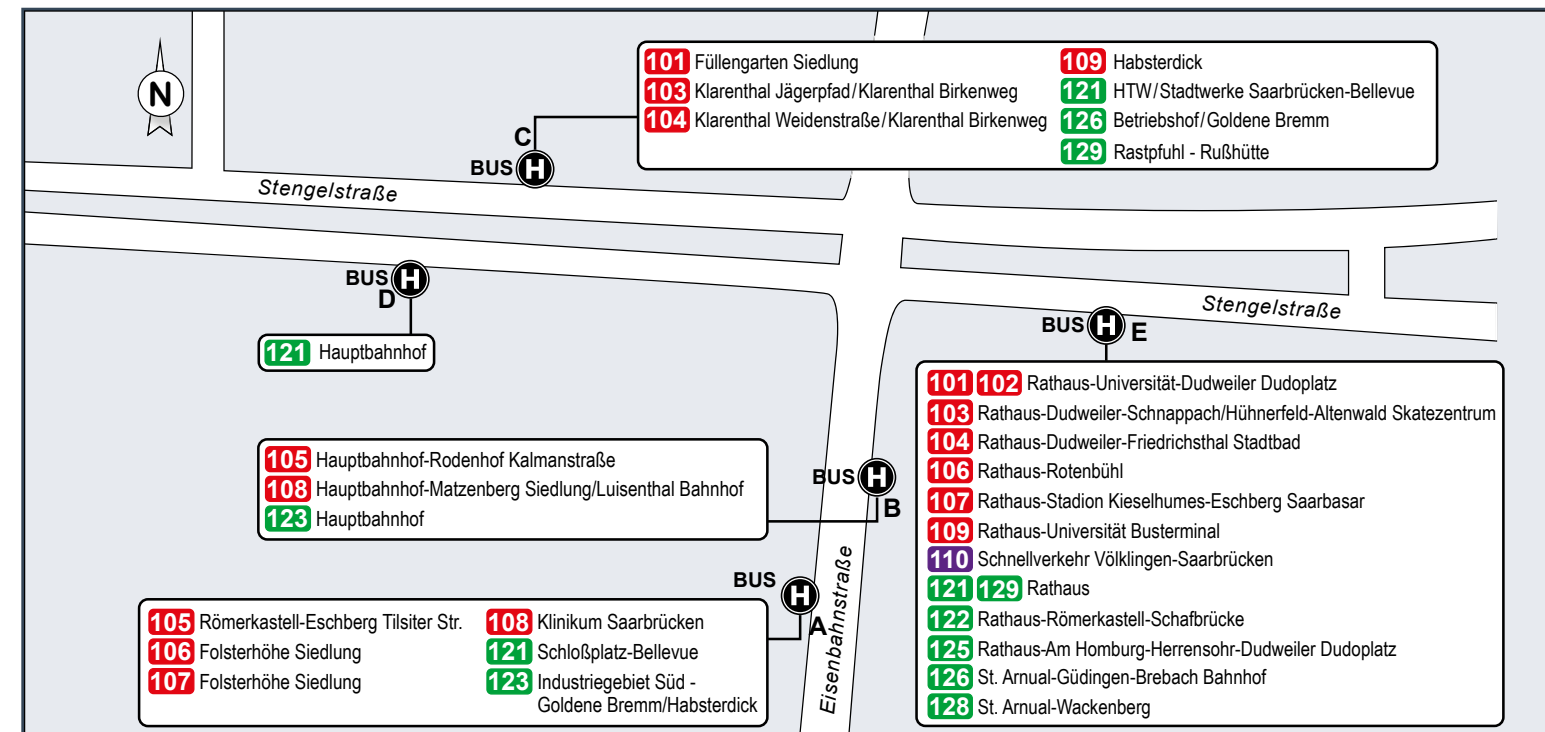 N
101 Füllengarten Siedlung
103 Klarenthal Jägerpfad/Klarenthal Birkenweg
104 Klarenthal Weidenstraße/Klarenthal Birkenweg
109 Habsterdick
121 HTW/Stadtwerke Saarbrücken-Bellevue
126 Betriebshof/Goldene Bremm
129 Rastpfuhl - Rußhütte
C
BUS H
Stengelstraße
BUS H
D
121 Hauptbahnhof
Stengelstraße
BUS H E
101 102 Rathaus-Universität-Dudweiler Dudoplatz
103 Rathaus-Dudweiler-Schnappach/Hühnerfeld-Altenwald Skatezentrum
104 Rathaus-Dudweiler-Friedrichsthal Stadtbad
106 Rathaus-Rotenbühl
107 Rathaus-Stadion Kieselhumes-Eschberg Saarbasar
109 Rathaus-Universität Busterminal
110 Schnellverkehr Völklingen-Saarbrücken
121 129 Rathaus
122 Rathaus-Römerkastell-Schafbrücke
125 Rathaus-Am Homburg-Herrensohr-Dudweiler Dudoplatz
126 St. Arnual-Güdingen-Brebach Bahnhof
128 St. Arnual-Wackenberg
105 Hauptbahnhof-Rodenhof Kalmanstraße
108 Hauptbahnhof-Matzenberg Siedlung/Luisenthal Bahnhof
123 Hauptbahnhof
BUS H
B
BUS H
A
Eisenbahnstraße
105 Römerkastell-Eschberg Tilsiter Str.
106 Folsterhöhe Siedlung
107 Folsterhöhe Siedlung
108 Klinikum Saarbrücken
121 Schloßplatz-Bellevue
123 Industriegebiet Süd -
Goldene Bremm/Habsterdick